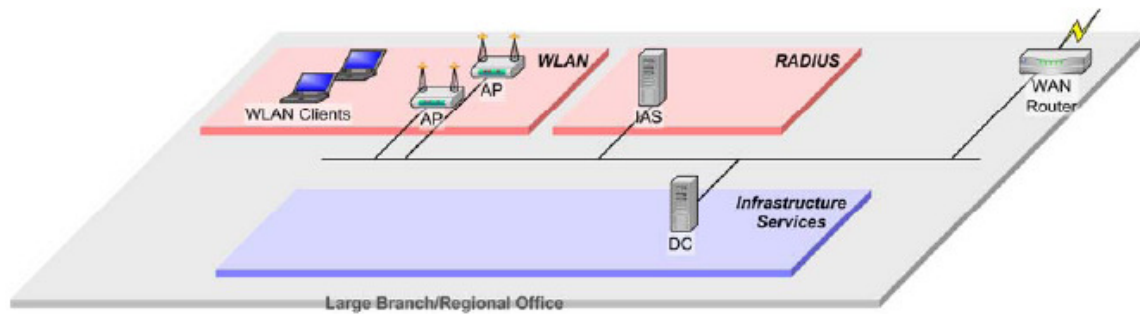 WLAN
RADIUS
AP
WLAN Clients
AP
IAS
WAN
Router
Infrastructure
Services
DC
Large Branch/Regional Office